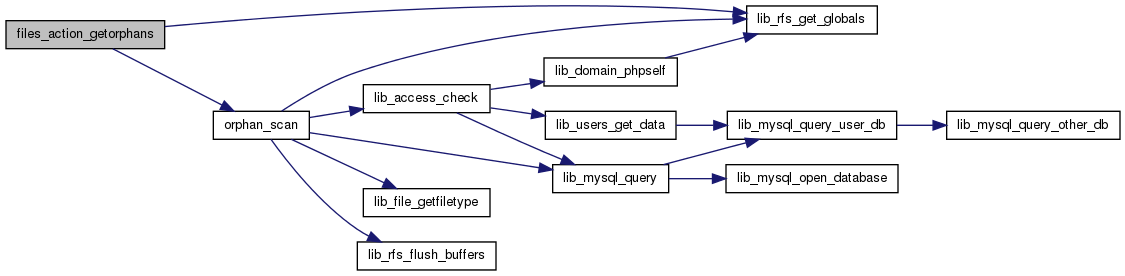 files_action_getorphans
lib_rfs_get_globals
lib_domain_phpself
lib_access_check
orphan_scan
lib_users_get_data
lib_mysql_query_user_db
lib_mysql_query_other_db
lib_mysql_query
lib_mysql_open_database
lib_file_getfiletype
lib_rfs_flush_buffers